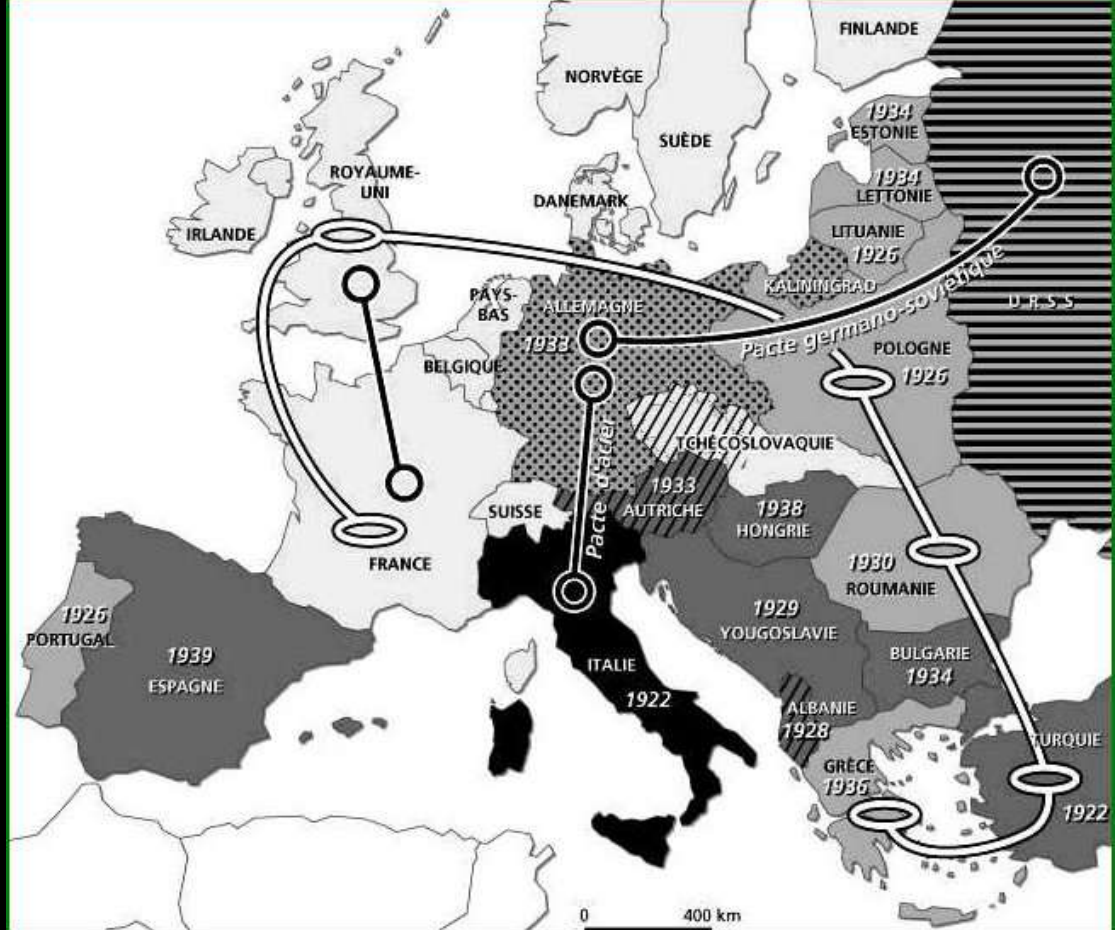 FINLANDE
NORVÈGE
SUÈDE
1934
ESTONIE
1934
LETTONIE
ROYAUME-
UNI
DANEMARK
IRLANDE
LITUANIE
1926
KALININGRAD
PAYS-
BAS
ALLEMAGNE
1933
U R S S
Pacte germano-soviétique
POLOGNE
1926
BELGIQUE
TCHÉCOSLOVAQUIE
Pacte d'acier
1933
AUTRICHE
SUISSE
1938
HONGRIE
FRANCE
1930
ROUMANIE
1926
PORTUGAL
1929
YOUGOSLAVIE
1939
ESPAGNE
BULGARIE
1934
ITALIE
1922
ALBANIE
1928
TURQUIE
1922
GRÈCE
1936
0 400 km